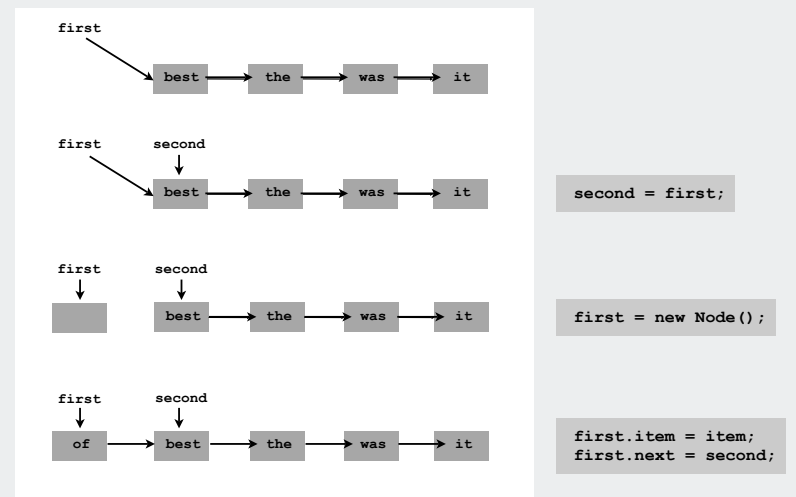 first
best the was it
first second
best the was it
second = first;
first second
best the was it
first = new Node();
first second
of best the was it
first.item = item;
first.next = second;